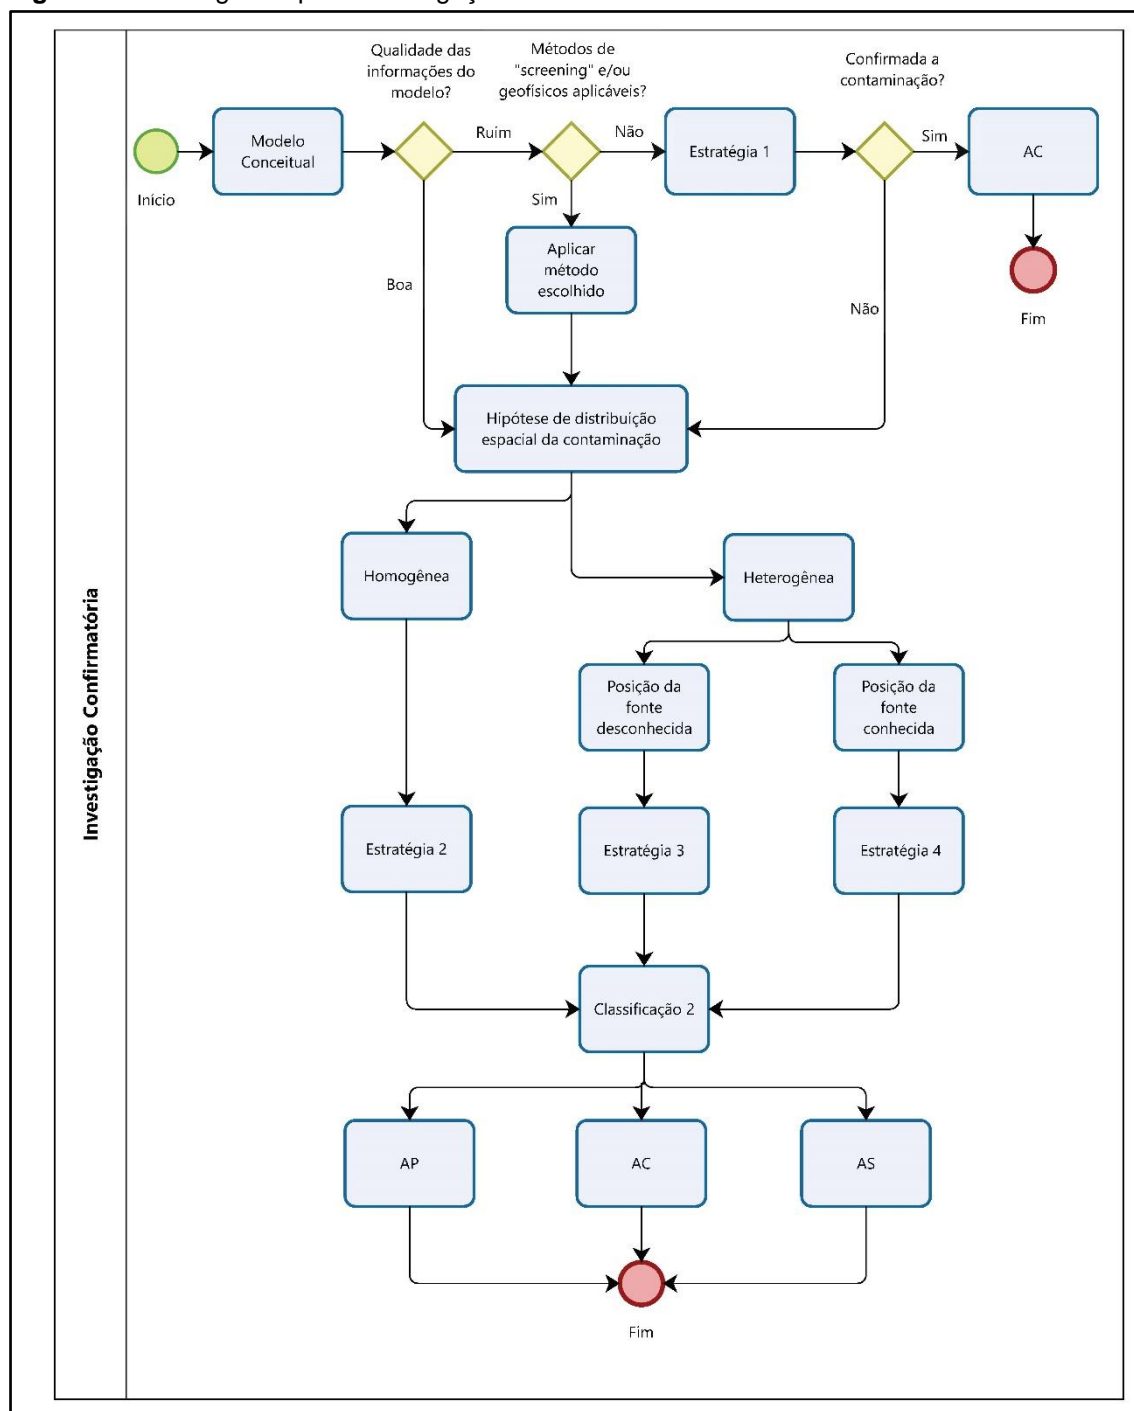 Investigação Confirmatória
Qualidade das
informações do
modelo?
Métodos de
"screening" e/ou
geofísicos aplicáveis?
Confirmada a
contaminação?
Início
Modelo
Conceitual
Ruim
Não
Estratégia 1
Sim
AC
Boa
Sim
Aplicar
método
escolhido
Não
Fim
Hipótese de distribuição
espacial da contaminação
Homogênea
Heterogênea
Posição da
fonte
desconhecida
Posição da
fonte
conhecida
Estratégia 2
Estratégia 3
Estratégia 4
Classificação 2
AP
AC
AS
Fim